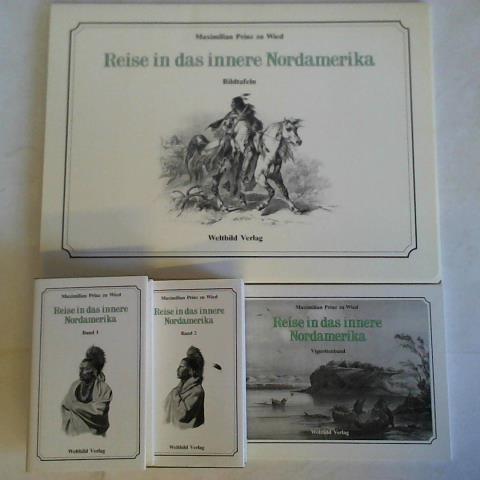 Maximilian Prinz zu Wied
Reise in das innere Nordamerika
Bildtafeln
Weltbild Verlag
Maximilian Prinz zu Wied
Reise in das innere
Nordamerika
Band 1
Weltbild Verlag
Maximilian Prinz zu Wied
Reise in das innere
Nordamerika
Band 2
Weltbild Verlag
Maximilian Prinz zu Wied
Reise in das innere
Nordamerika
Vignettenband
Weltbild Verlag